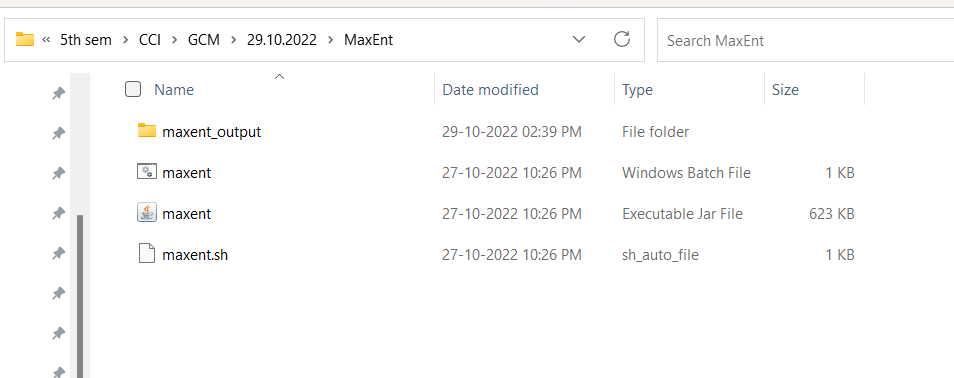 « 5th sem > CCI > GCM > 29.10.2022 > MaxEnt
Search MaxEnt
Name Date modified Type Size
maxent_output 29-10-2022 02:39 PM File folder
maxent 27-10-2022 10:26 PM Windows Batch File 1 KB
maxent 27-10-2022 10:26 PM Executable Jar File 623 KB
maxent.sh 27-10-2022 10:26 PM sh_auto_file 1 KB